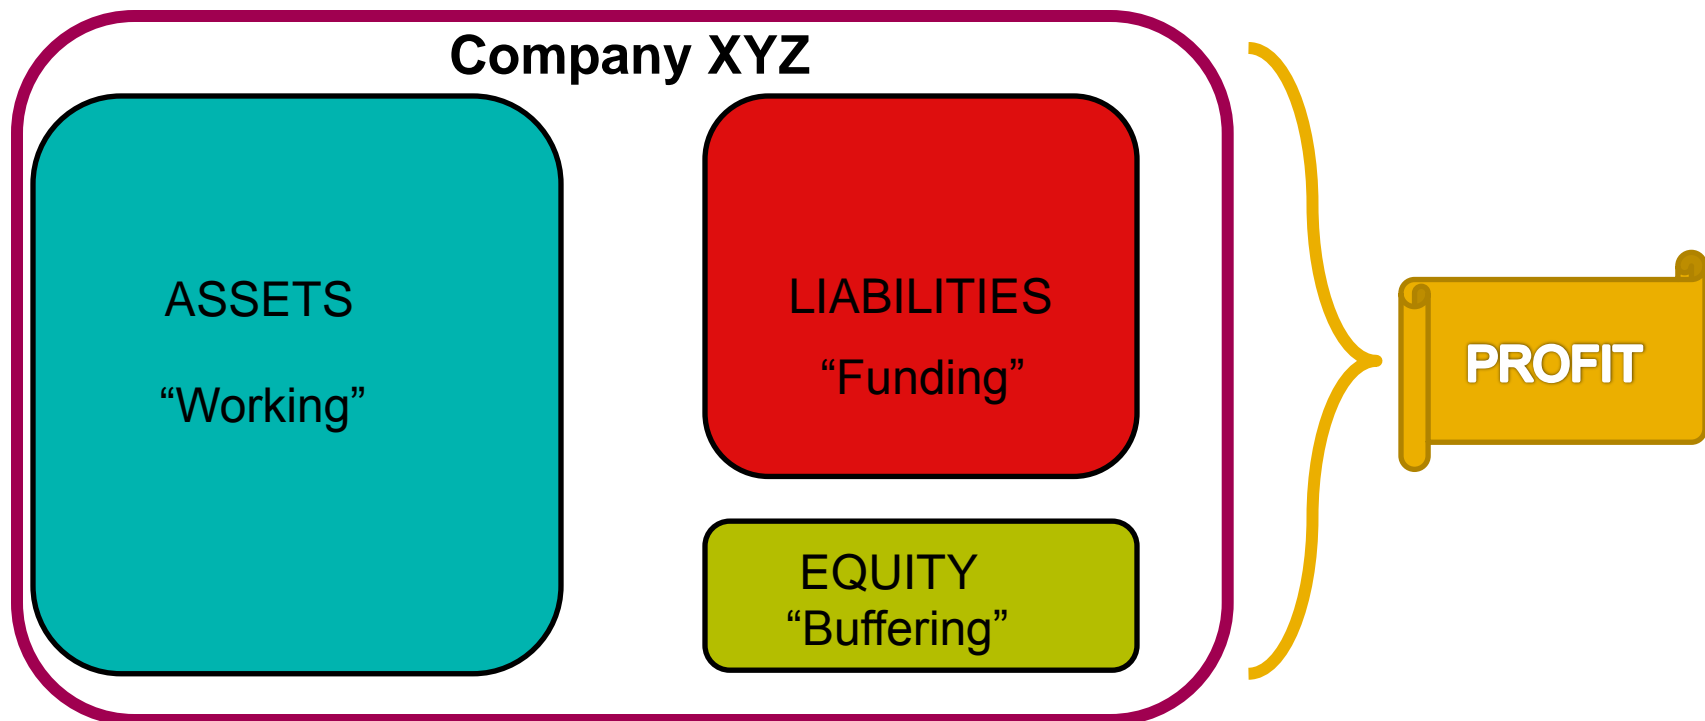 Company XYZ
ASSETS
“Working”
LIABILITIES
“Funding”
EQUITY
“Buffering”
PROFIT